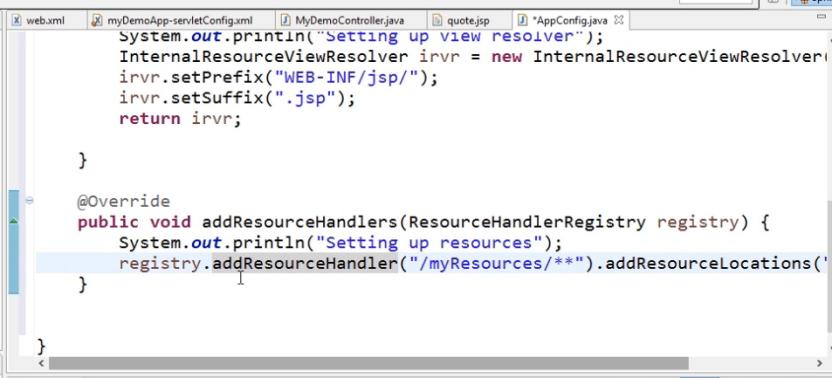 web.xml myDemoApp-servletConfig.xml MyDemoController.java quote.jsp *AppConfig.java
System.out.println("Setting up view resolver");
InternalResourceViewResolver irvr = new InternalResourceViewResolver(
irvr.setPrefix("WEB-INF/jsp/");
irvr.setSuffix(".jsp");
return irvr;
}
@Override
public void addResourceHandlers(ResourceHandlerRegistry registry) {
System.out.println("Setting up resources");
registry.addResourceHandler("/myResources/**").addResourceLocations("
}
}